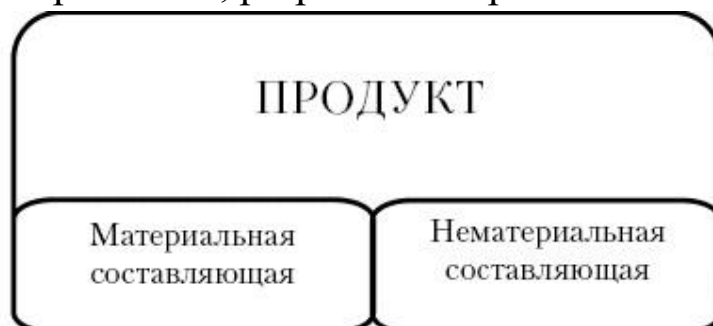 ПРОДУКТ
Материальная
составляющая
Нематериальная
составляющая